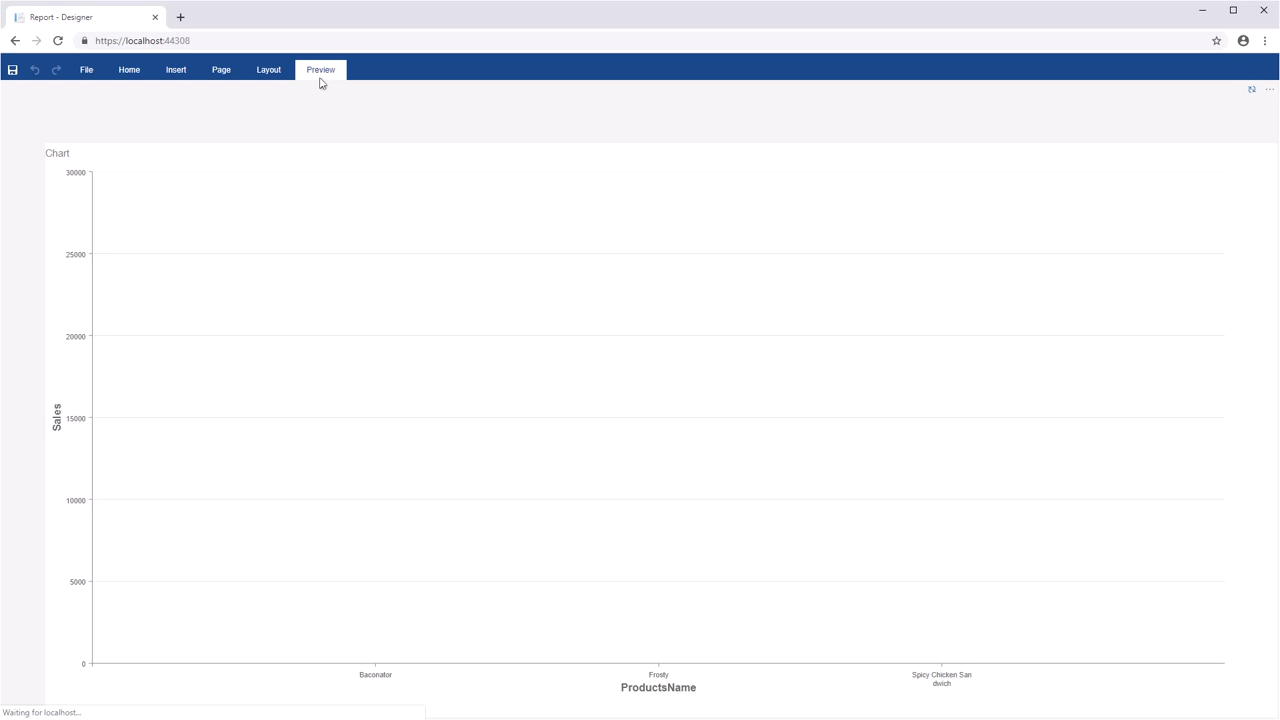 Report - Designer
https://localhost:44308
File Home Insert Page Layout Preview
Chart
30000
25000
20000
15000
10000
5000
0
Sales
Baconator Frosty Spicy Chicken San
dwich
ProductsName
Waiting for localhost...